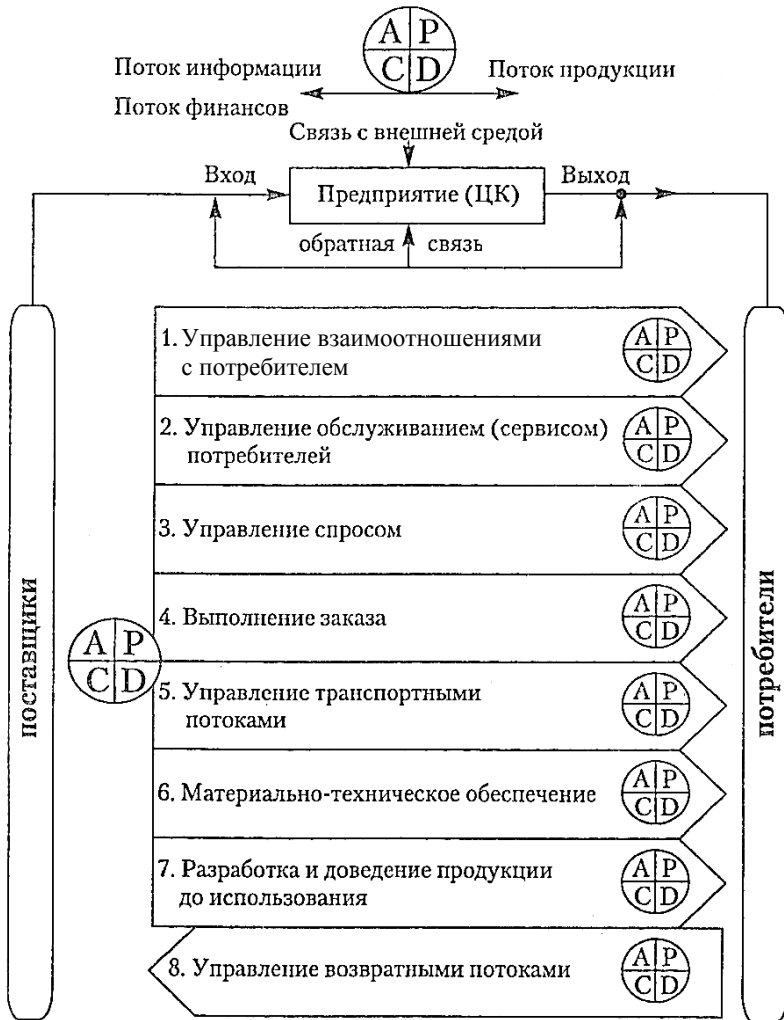 A P
C D
Поток информации
Поток продукции
Поток финансов
Связь с внешней средой
Вход
Предприятие (ЦК)
Выход
обратная связь
поставщики
A P
C D
1. Управление взаимоотношениями
с потребителем
A P
C D
2. Управление обслуживанием (сервисом)
потребителей
A P
C D
3. Управление спросом
A P
C D
4. Выполнение заказа
A P
C D
5. Управление транспортными
потоками
A P
C D
6. Материально-техническое обеспечение
A P
C D
7. Разработка и доведение продукции
до использования
A P
C D
8. Управление возвратными потоками
A P
C D
потребители